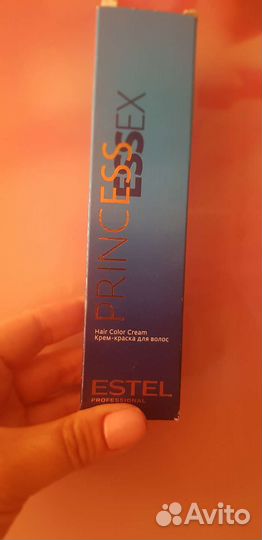 PRINCESS
ESSEX
Hair Color Cream
Крем-краска для волос
ESTEL
PROFESSIONAL
Avito